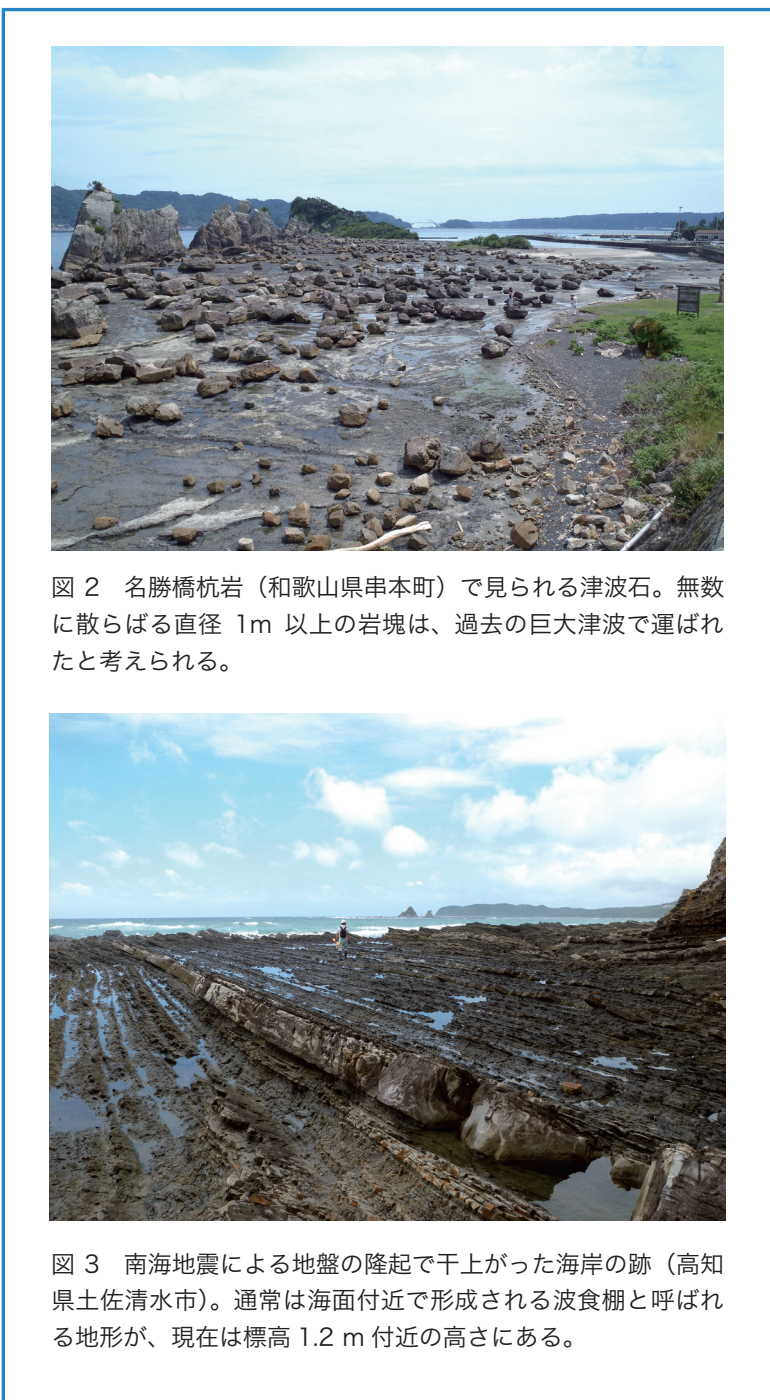 図 2　名勝橋杭岩（和歌山県串本町）で見られる津波石。無数
に散らばる直径 1m 以上の岩塊は、過去の巨大津波で運ばれ
たと考えられる。
図 3　南海地震による地盤の隆起で干上がった海岸の跡（高知
県土佐清水市）。通常は海面付近で形成される波食棚と呼ばれ
る地形が、現在は標高 1.2 m 付近の高さにある。